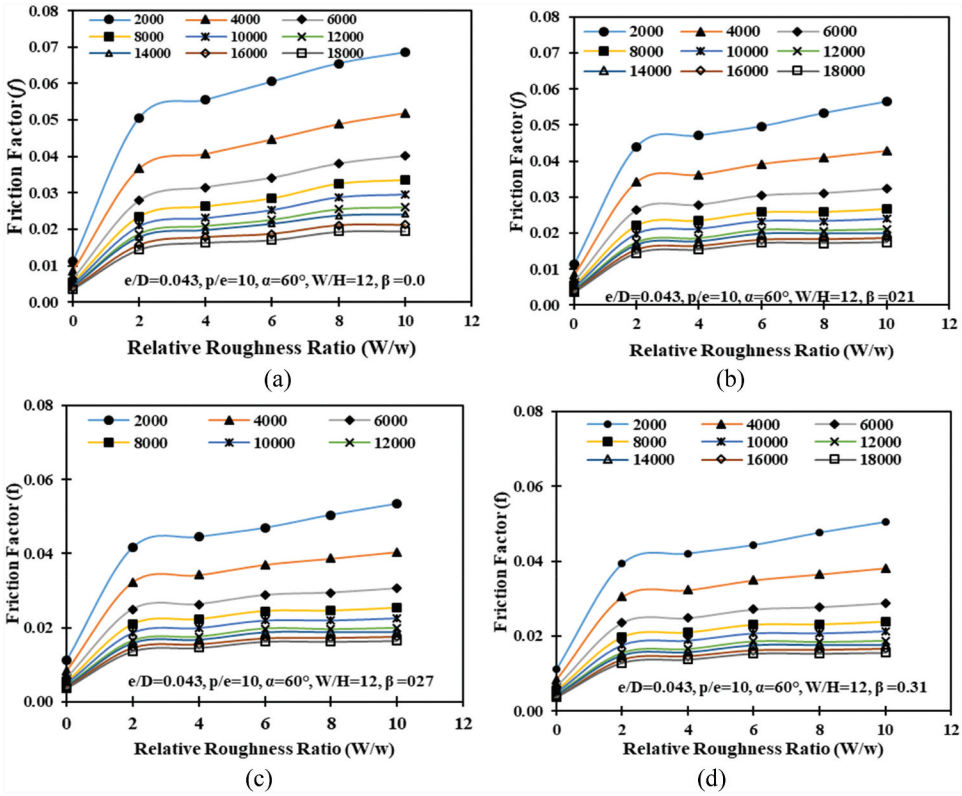 2000 4000 6000
8000 10000 12000
14000 16000 18000
0.08
0.07
0.06
0.05
0.04
0.03
0.02
0.01
0.00
Friction Factor (f)
e/D=0.043, p/e=10, α=60°, W/H=12, β=0.0
0 2 4 6 8 10 12
Relative Roughness Ratio (W/w)
(a)
2000 4000 6000
8000 10000 12000
14000 16000 18000
0.08
0.07
0.06
0.05
0.04
0.03
0.02
0.01
0.00
Friction Factor (f)
e/D=0.043, p/e=10, α=60°, W/H=12, β =021
0 2 4 6 8 10 12
Relative Roughness Ratio (W/w)
(b)
2000 4000 6000
8000 10000 12000
0.08
0.06
0.04
0.02
0.00
Friction Factor (f)
e/D=0.043, p/e=10, α=60°, W/H=12, β =027
0 2 4 6 8 10 12
Relative Roughness Ratio (W/w)
(c)
2000 4000 6000
8000 10000 12000
14000 16000 18000
0.08
0.06
0.04
0.02
0.00
Friction Factor (f)
e/D=0.043, p/e=10, α=60°, W/H=12, β =0.31
0 2 4 6 8 10 12
Relative Roughness Ratio (W/w)
(d)